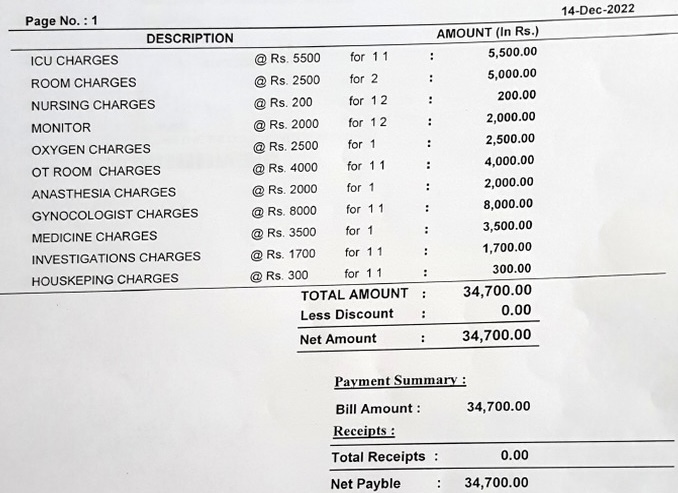 14-Dec-2022
Page No. : 1
DESCRIPTION AMOUNT (In Rs.)
ICU CHARGES @ Rs. 5500 for 1 1 : 5,500.00
ROOM CHARGES @ Rs. 2500 for 2 : 5,000.00
NURSING CHARGES @ Rs. 200 for 1 2 : 200.00
MONITOR @ Rs. 2000 for 1 2 : 2,000.00
OXYGEN CHARGES @ Rs. 2500 for 1 : 2,500.00
OT ROOM CHARGES @ Rs. 4000 for 1 1 : 4,000.00
ANASTHESIA CHARGES @ Rs. 2000 for 1 : 2,000.00
GYNOCOLOGIST CHARGES @ Rs. 8000 for 1 1 : 8,000.00
MEDICINE CHARGES @ Rs. 3500 for 1 : 3,500.00
INVESTIGATIONS CHARGES @ Rs. 1700 for 1 1 : 1,700.00
HOUSKEPING CHARGES @ Rs. 300 for 1 1 : 300.00
TOTAL AMOUNT : 34,700.00
Less Discount : 0.00
Net Amount : 34,700.00
Payment Summary :
Bill Amount : 34,700.00
Receipts :
Total Receipts : 0.00
Net Payble : 34,700.00